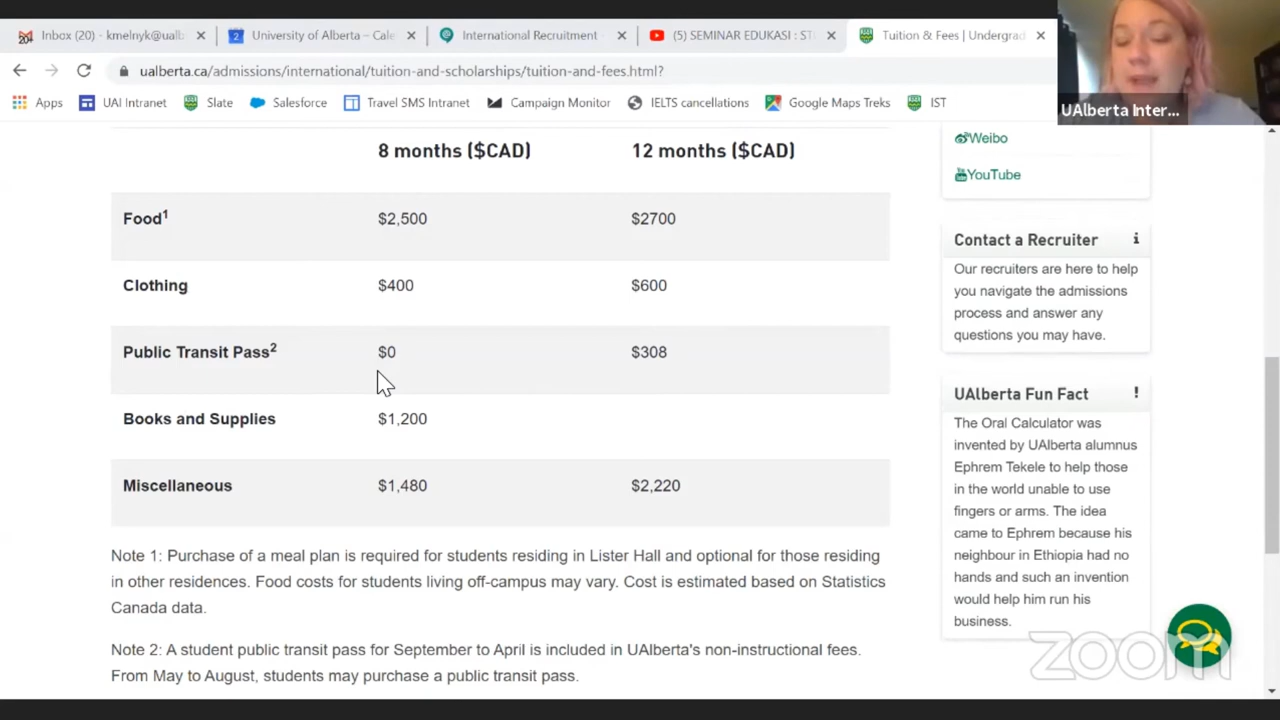 Inbox (20) - kmelnyk@ualb
University of Alberta – Cale
International Recruitment
(5) SEMINAR EDUKASI : ST
Tuition & Fees | Undergrad
ualberta.ca/admissions/international/tuition-and-scholarships/tuition-and-fees.html?
Apps UAI Intranet Slate Salesforce Travel SMS Intranet Campaign Monitor IELTS cancellations Google Maps Treks IST
UAlberta Inter...
8 months ($CAD) 12 months ($CAD)
Food1 $2,500 $2700
Clothing $400 $600
Public Transit Pass2 $0 $308
Books and Supplies $1,200
Miscellaneous $1,480 $2,220
Note 1: Purchase of a meal plan is required for students residing in Lister Hall and optional for those residing
in other residences. Food costs for students living off-campus may vary. Cost is estimated based on Statistics
Canada data.
Note 2: A student public transit pass for September to April is included in UAlberta's non-instructional fees.
From May to August, students may purchase a public transit pass.
Weibo
YouTube
Contact a Recruiter
Our recruiters are here to help
you navigate the admissions
process and answer any
questions you may have.
UAlberta Fun Fact
The Oral Calculator was
invented by UAlberta alumnus
Ephrem Tekele to help those
in the world unable to use
fingers or arms. The idea
came to Ephrem because his
neighbour in Ethiopia had no
hands and such an invention
would help him run his
business.
zoom